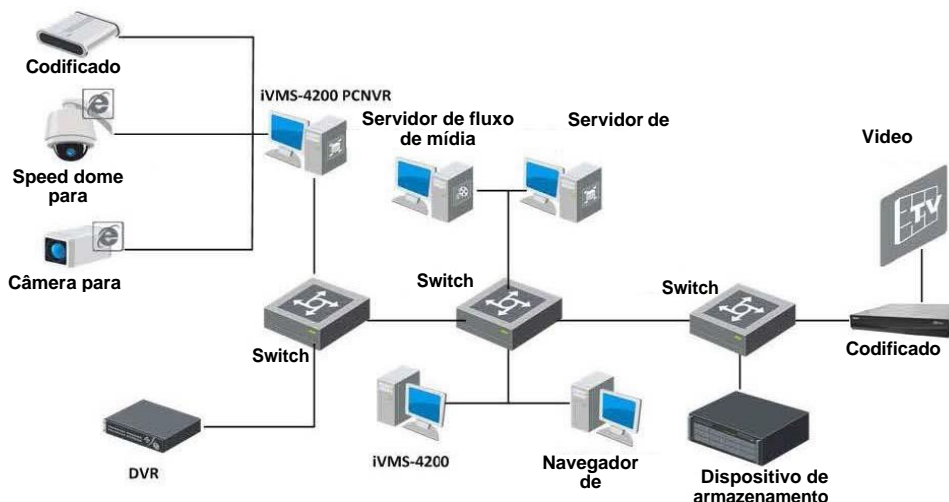 Codificado
iVMS-4200 PCNVR
Servidor de fluxo
de mídia
Servidor de
Video
TV
Speed dome
para
Câmera para
Switch
Switch
Switch
Codificado
DVR
iVMS-4200
Navegador
de
Dispositivo de
armazenamento